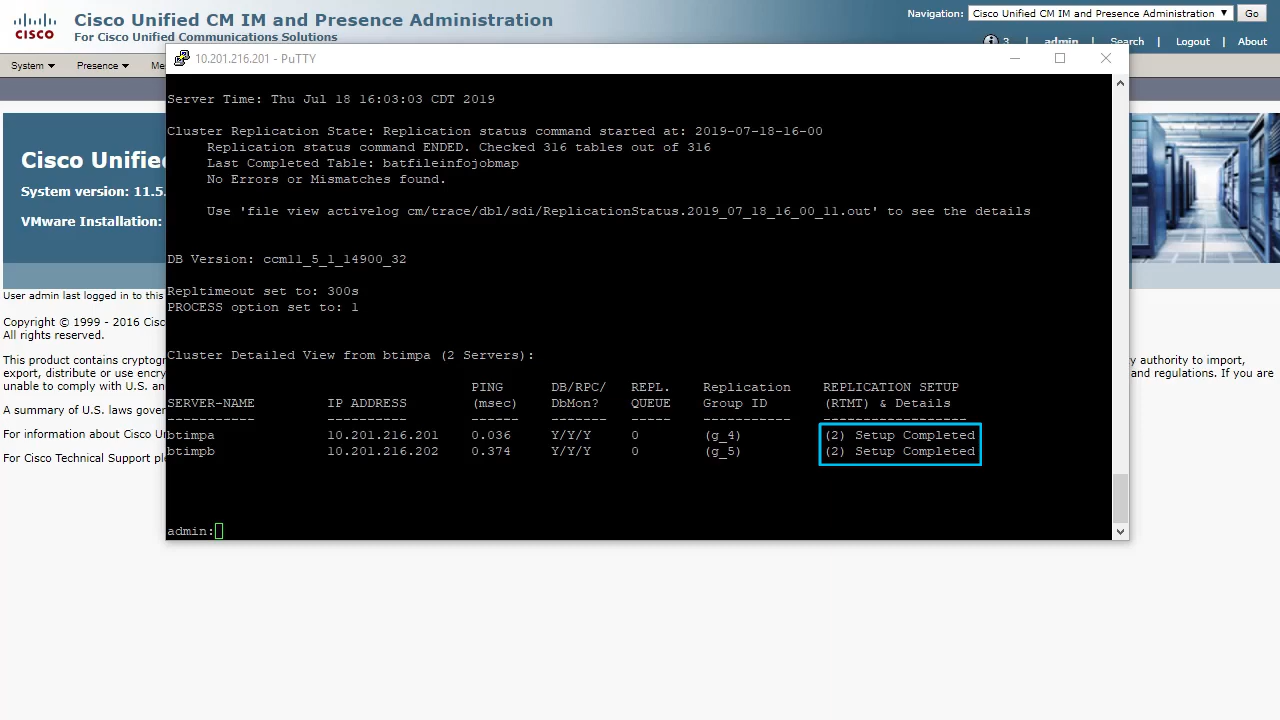 Cisco Unified CM IM and Presence Administration
For Cisco Unified Communications Solutions
Navigation: Cisco Unified CM IM and Presence Administration Go
CISCO
3 | admin | Search | Logout | About
System Presence Me
10.201.216.201 - PuTTY
Server Time: Thu Jul 18 16:03:03 CDT 2019
Cluster Replication State: Replication status command started at: 2019-07-18-16-00
Replication status command ENDED. Checked 316 tables out of 316
Last Completed Table: batfileinfojobmap
No Errors or Mismatches found.
Use 'file view activelog cm/trace/dbl/sdi/ReplicationStatus.2019_07_18_16_00_11.out' to see the details
DB Version: ccm11_5_1_14900_32
Repltimeout set to: 300s
PROCESS option set to: 1
Cluster Detailed View from btimpa (2 Servers):
PING DB/RPC/ REPL. Replication REPLICATION SETUP
SERVER-NAME IP ADDRESS (msec) DbMon? QUEUE Group ID (RTMT) & Details
----------- ---------- ------ ------- ----- ----------- ------------------
btimpa 10.201.216.201 0.036 Y/Y/Y 0 (g_4) (2) Setup Completed
btimpb 10.201.216.202 0.374 Y/Y/Y 0 (g_5) (2) Setup Completed
admin:
Cisco Unifie
System version: 11.5.
VMware Installation:
User admin last logged in to this
Copyright © 1999 - 2016 Cisc
All rights reserved.
This product contains cryptogr y authority to import,
export, distribute or use encry and regulations. If you are
unable to comply with U.S. an
A summary of U.S. laws gover
For information about Cisco Un
For Cisco Technical Support ple